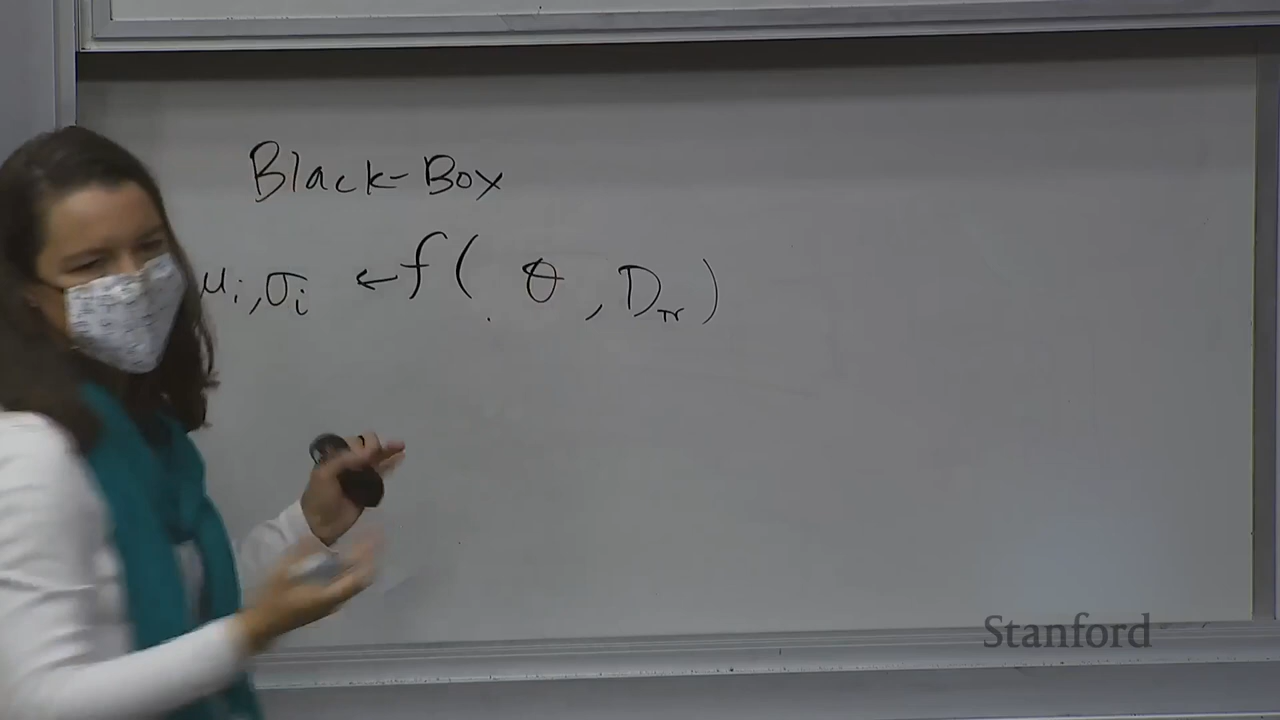 Black-Box
μi, σi ← f( θ, Dtr )
Stanford